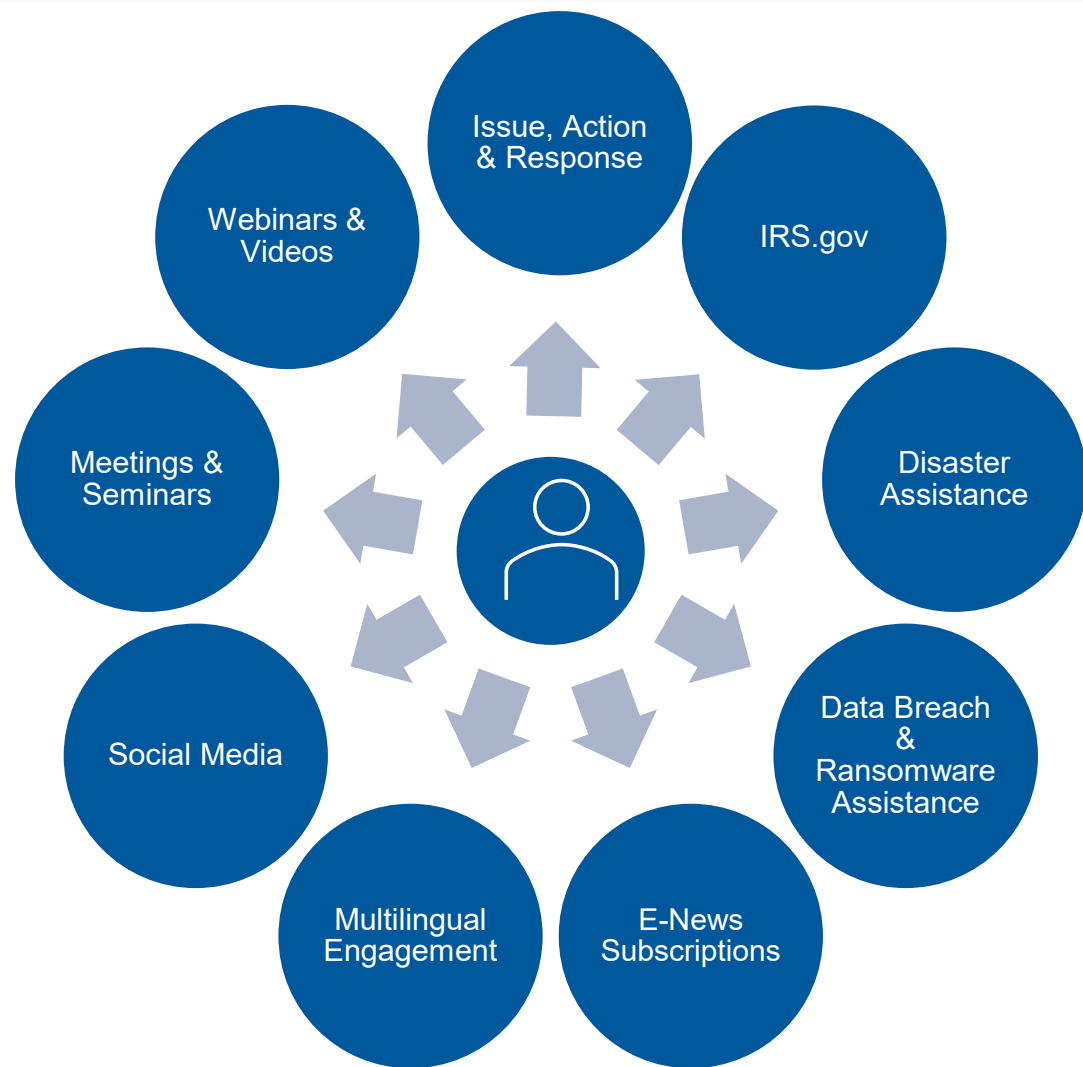 Issue, Action
& Response
IRS.gov
Disaster
Assistance
Data Breach
&
Ransomware
Assistance
E-News
Subscriptions
Multilingual
Engagement
Social Media
Meetings &
Seminars
Webinars &
Videos